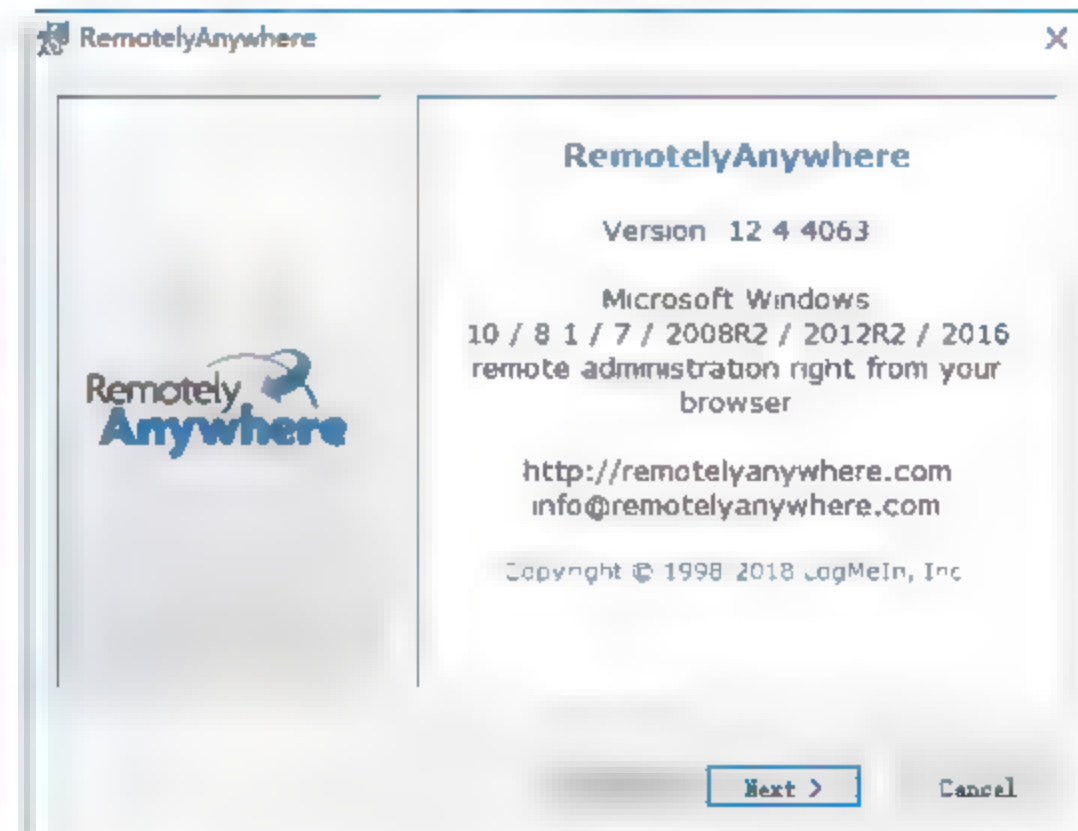 RemotelyAnywhere
RemotelyAnywhere
Version 12 4 4063
Microsoft Windows
10 / 8 1 / 7 / 2008R2 / 2012R2 / 2016
remote administration right from your
browser
Remotely
Anywhere
http://remotelyanywhere.com
info@remotelyanywhere.com
Copyright © 1998 2018 LogMeIn, Inc
Next >
Cancel